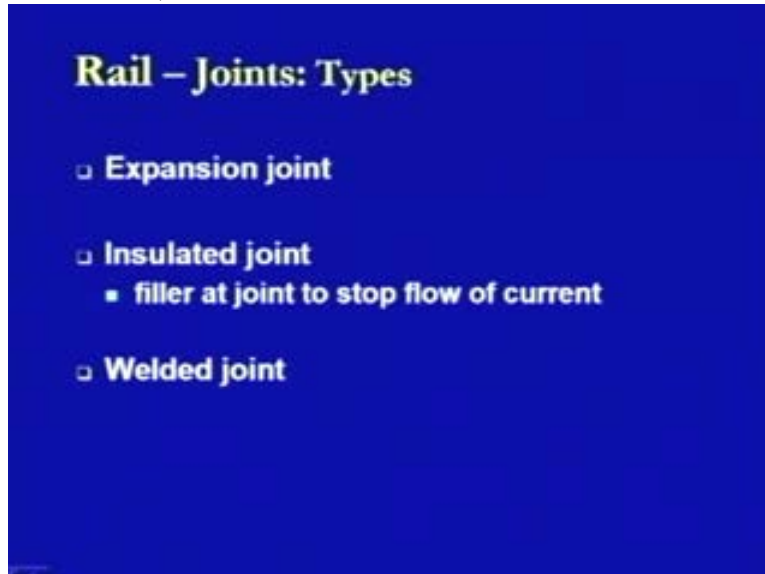 Rail – Joints: Types
Expansion joint
Insulated joint
filler at joint to stop flow of current
Welded joint